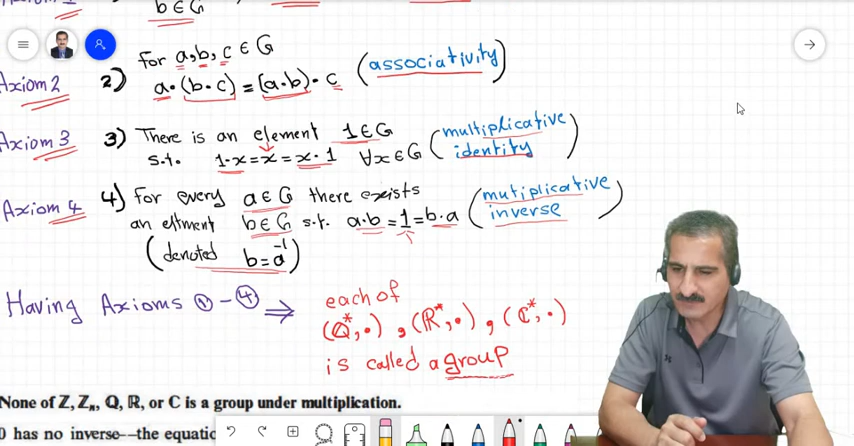 b ∈ G
For a, b, c ∈ G
Axiom 2 2) a · (b · c) = (a · b) · c (associativity)
Axiom 3 3) There is an element 1 ∈ G (multiplicative
s.t. 1 · x = x = x · 1 ∀x ∈ G identity)
4) For every a ∈ G there exists (mutiplicative
Axiom 4 an elment b ∈ G s.t. a · b = 1 = b · a inverse)
(denoted b = a⁻¹)
Having Axioms ① – ④ ⇒ each of
(ℚ*, ·), (ℝ*, ·), (ℂ*, ·)
is called a group
None of Z, Zₙ, Q, R, or C is a group under multiplication.
0 has no inverse—the equatio